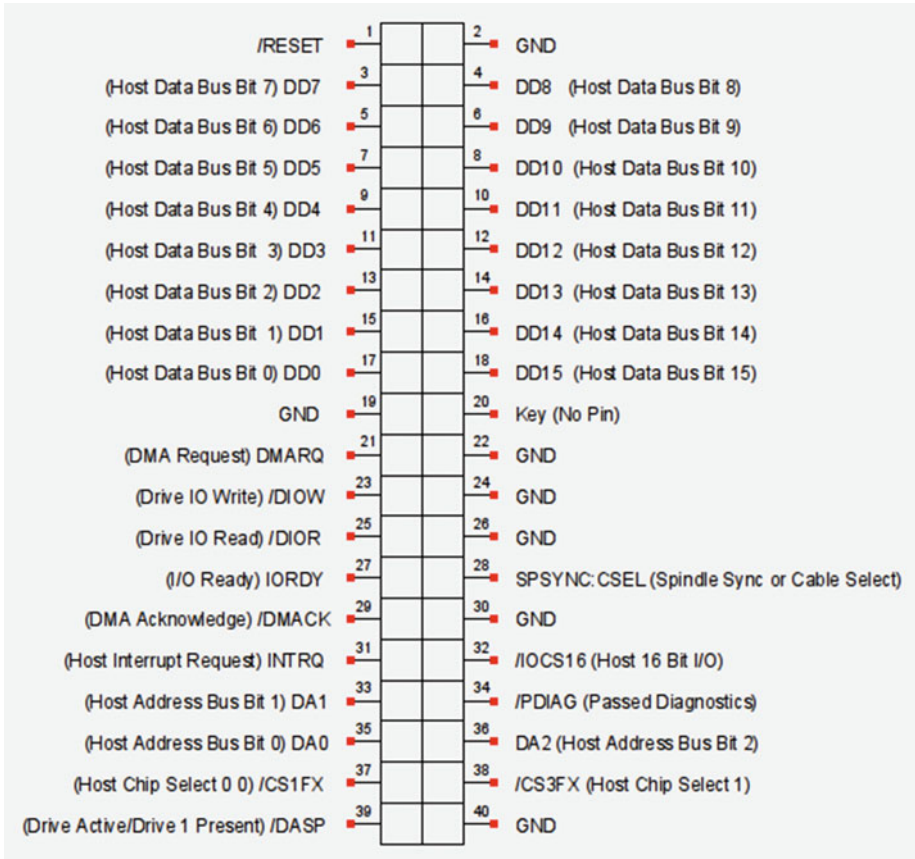 /RESET 1 2 GND
(Host Data Bus Bit 7) DD7 3 4 DD8 (Host Data Bus Bit 8)
(Host Data Bus Bit 6) DD6 5 6 DD9 (Host Data Bus Bit 9)
(Host Data Bus Bit 5) DD5 7 8 DD10 (Host Data Bus Bit 10)
(Host Data Bus Bit 4) DD4 9 10 DD11 (Host Data Bus Bit 11)
(Host Data Bus Bit 3) DD3 11 12 DD12 (Host Data Bus Bit 12)
(Host Data Bus Bit 2) DD2 13 14 DD13 (Host Data Bus Bit 13)
(Host Data Bus Bit 1) DD1 15 16 DD14 (Host Data Bus Bit 14)
(Host Data Bus Bit 0) DD0 17 18 DD15 (Host Data Bus Bit 15)
GND 19 20 Key (No Pin)
(DMA Request) DMARQ 21 22 GND
(Drive IO Write) /DIOW 23 24 GND
(Drive IO Read) /DIOR 25 26 GND
(I/O Ready) IORDY 27 28 SPSYNC:CSEL (Spindle Sync or Cable Select)
(DMA Acknowledge) /DMACK 29 30 GND
(Host Interrupt Request) INTRQ 31 32 /IOCS16 (Host 16 Bit I/O)
(Host Address Bus Bit 1) DA1 33 34 /PDIAG (Passed Diagnostics)
(Host Address Bus Bit 0) DA0 35 36 DA2 (Host Address Bus Bit 2)
(Host Chip Select 0 0) /CS1FX 37 38 /CS3FX (Host Chip Select 1)
(Drive Active/Drive 1 Present) /DASP 39 40 GND